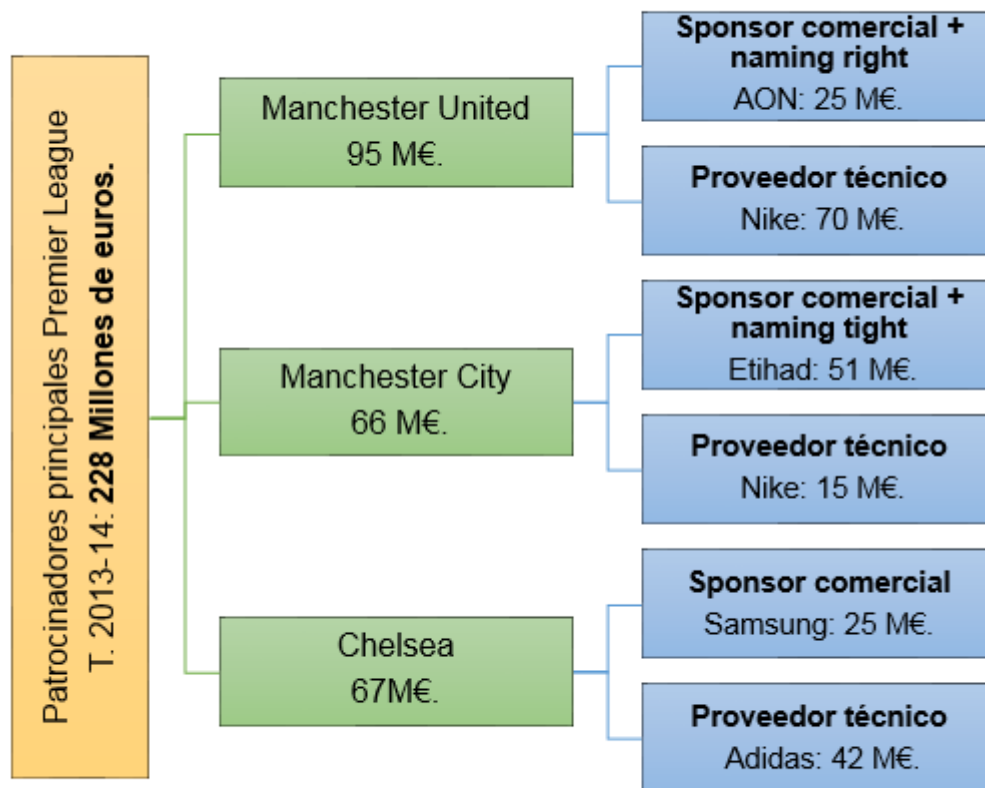 Patrocinadores principales Premier League
T. 2013-14: 228 Millones de euros.
Manchester United
95 M€.
Sponsor comercial +
naming right
AON: 25 M€.
Proveedor técnico
Nike: 70 M€.
Manchester City
66 M€.
Sponsor comercial +
naming tight
Etihad: 51 M€.
Proveedor técnico
Nike: 15 M€.
Chelsea
67M€.
Sponsor comercial
Samsung: 25 M€.
Proveedor técnico
Adidas: 42 M€.